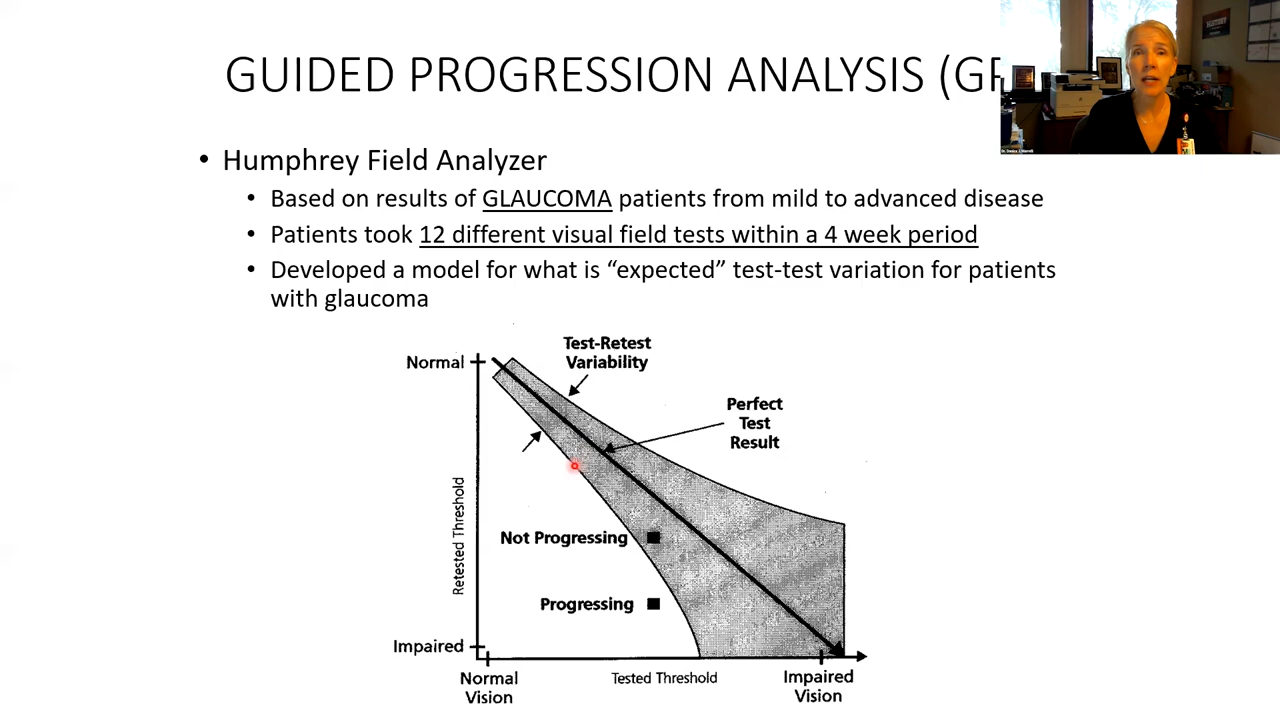 GUIDED PROGRESSION ANALYSIS (GP
• Humphrey Field Analyzer
• Based on results of GLAUCOMA patients from mild to advanced disease
• Patients took 12 different visual field tests within a 4 week period
• Developed a model for what is “expected” test-test variation for patients
with glaucoma
Test-Retest
Variability
Normal
Perfect
Test
Result
Retested Threshold
Not Progressing
Progressing
Impaired
Normal
Vision
Tested Threshold
Impaired
Vision